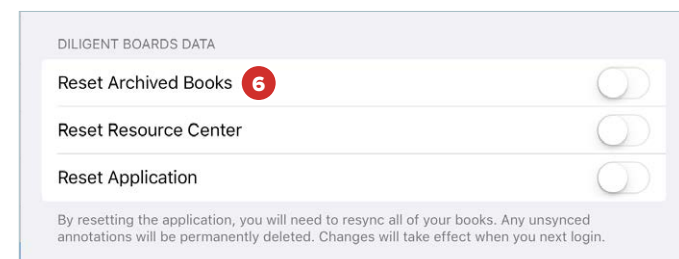 DILIGENT BOARDS DATA
Reset Archived Books 6
Reset Resource Center
Reset Application
By resetting the application, you will need to resync all of your books. Any unsynced
annotations will be permanently deleted. Changes will take effect when you next login.